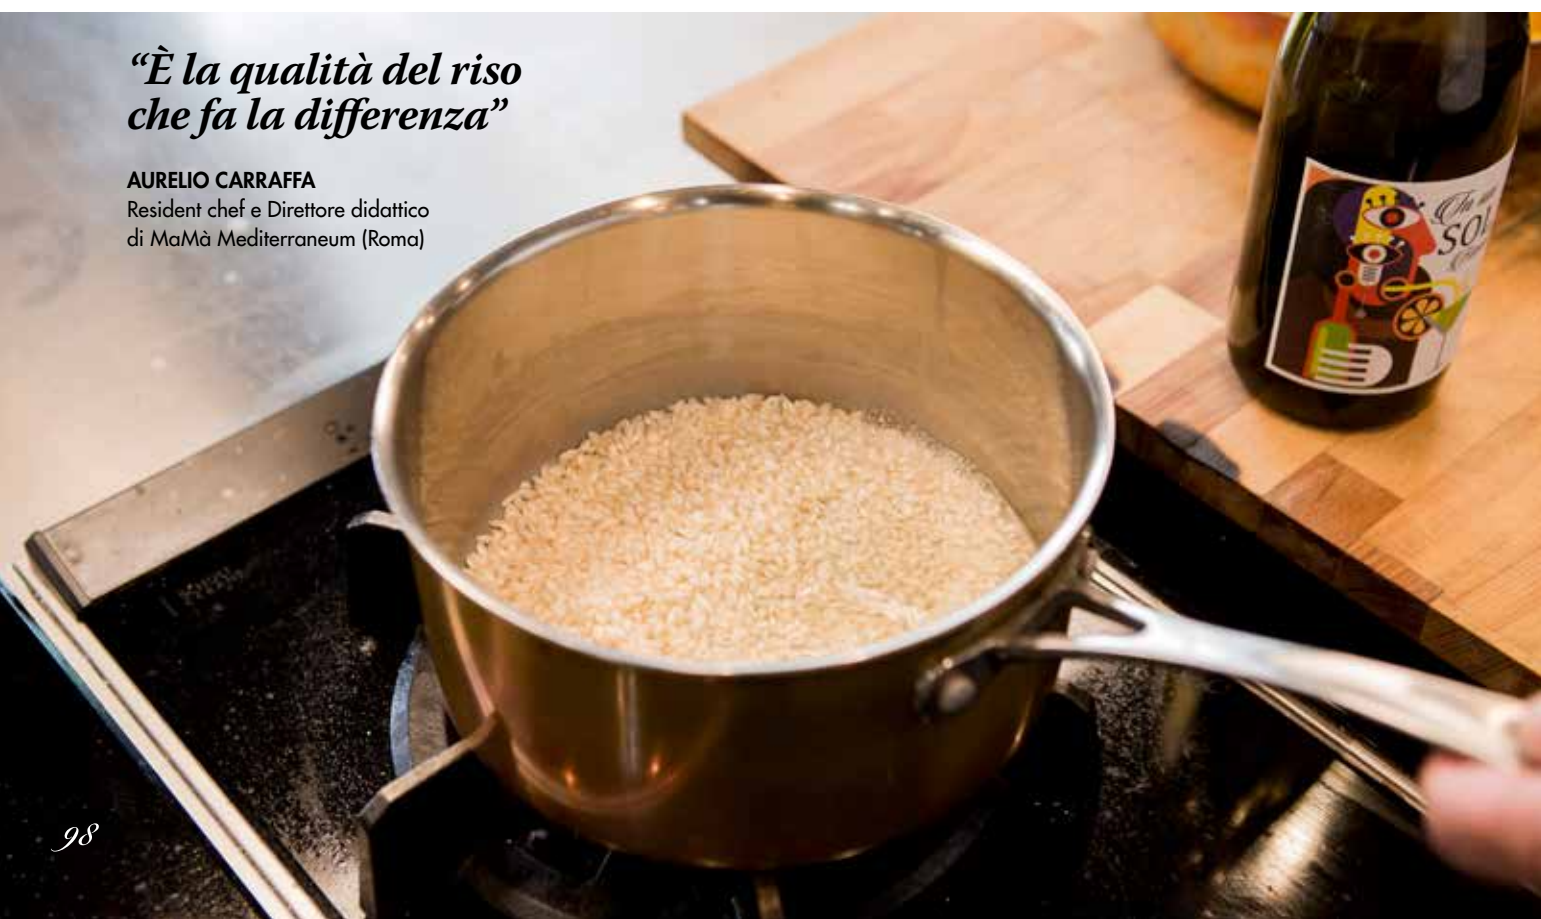 “È la qualità del riso
che fa la differenza”
AURELIO CARRAFFA
Resident chef e Direttore didattico
di MaMà Mediterraneum (Roma)
98